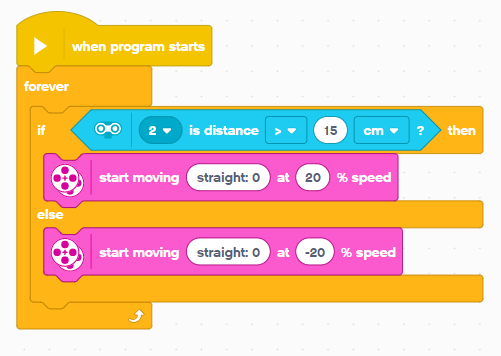 when program starts
forever
if 2 is distance > 15 cm ? then
start moving straight: 0 at 20 % speed
else
start moving straight: 0 at -20 % speed